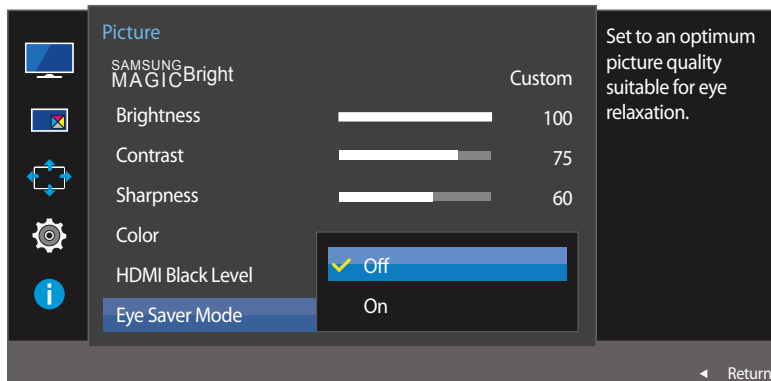 Picture
SAMSUNG
MAGICBright Custom
Brightness 100
Contrast 75
Sharpness 60
Color
HDMI Black Level
Eye Saver Mode
Off
On
Set to an optimum
picture quality
suitable for eye
relaxation.
Return